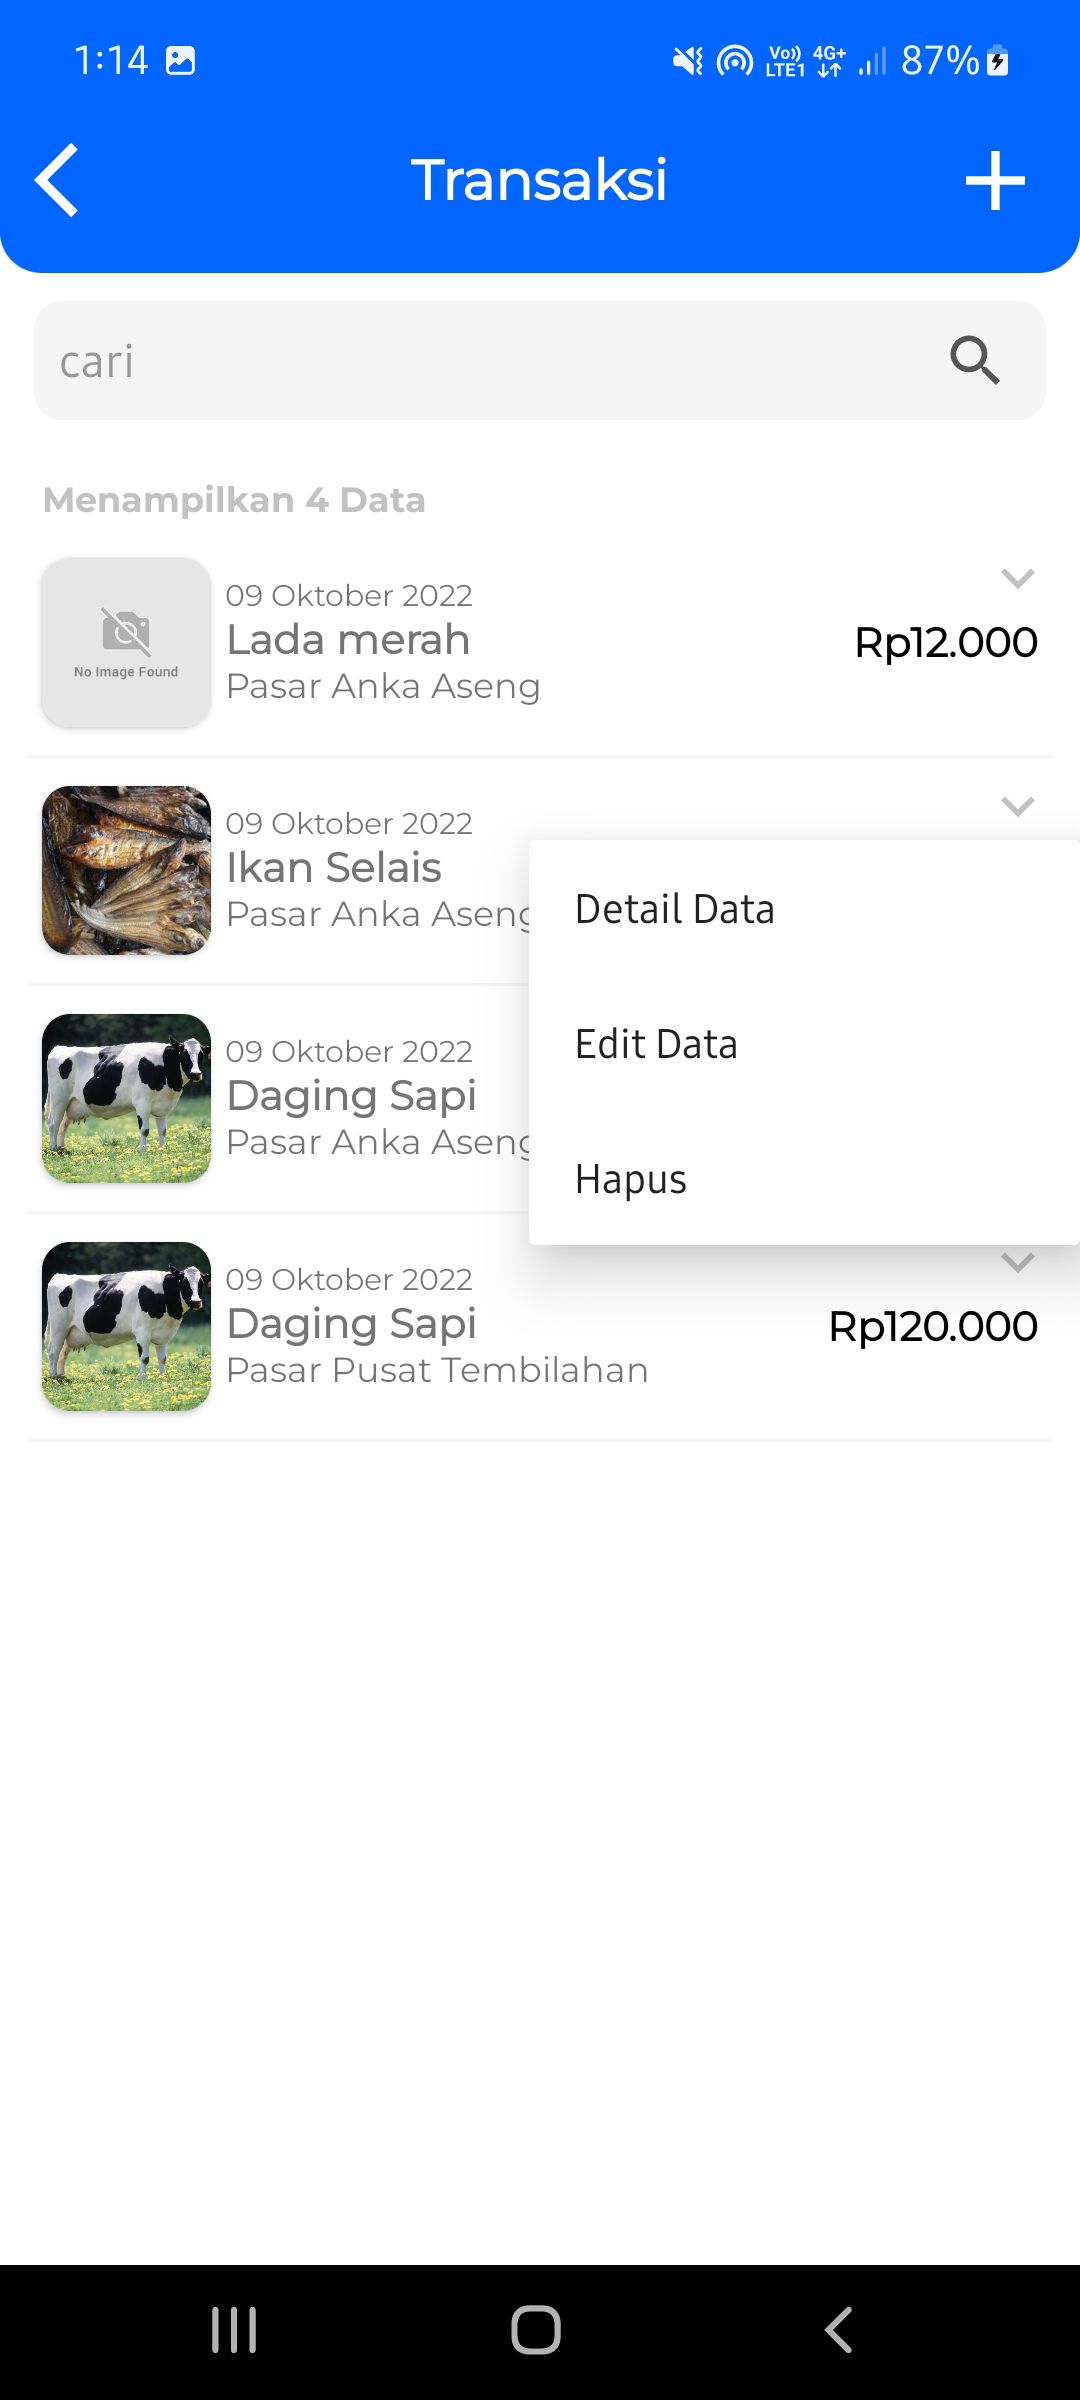 1:14 Vo)) LTE1 4G+ 87%
Transaksi
cari
Menampilkan 4 Data
No Image Found
09 Oktober 2022
Lada merah
Pasar Anka Aseng
Rp12.000
09 Oktober 2022
Ikan Selais
Pasar Anka Aseng
Detail Data
Edit Data
Hapus
09 Oktober 2022
Daging Sapi
Pasar Anka Aseng
09 Oktober 2022
Daging Sapi
Pasar Pusat Tembilahan
Rp120.000